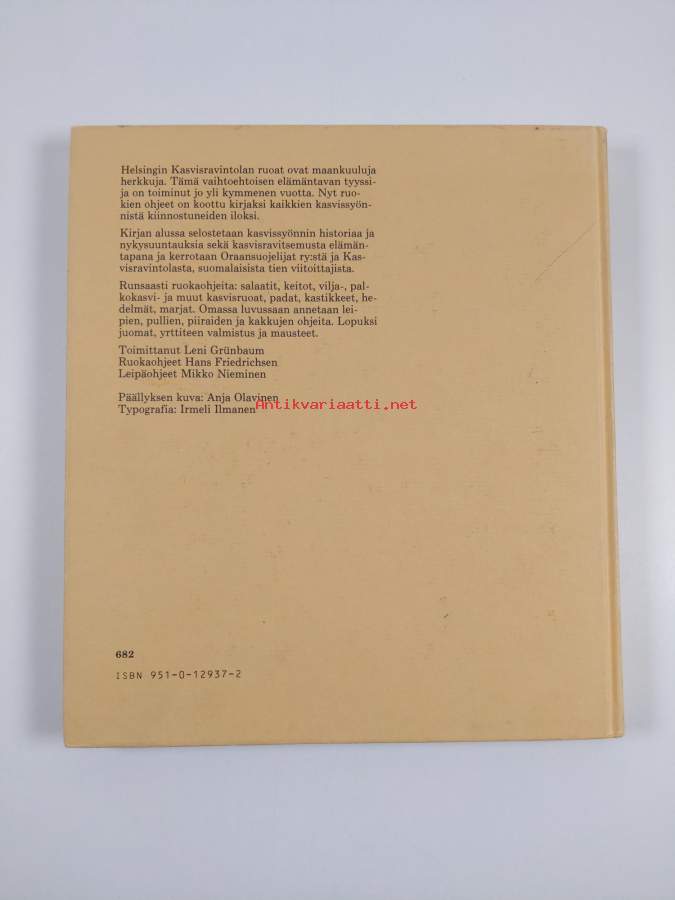 Helsingin Kasvisravintolan ruoat ovat maankuuluja
herkkuja. Tämä vaihtoehtoisen elämäntavan tyyssi-
ja on toiminut jo yli kymmenen vuotta. Nyt ruo-
kien ohjeet on koottu kirjaksi kaikkien kasvissyön-
nistä kiinnostuneiden iloksi.
Kirjan alussa selostetaan kasvissyönnin historiaa ja
nykysuuntauksia sekä kasvisravitsemusta elämän-
tapana ja kerrotaan Oraansuojelijat ry:stä ja Kas-
visravintolasta, suomalaisista tien viitoittajista.
Runsaasti ruokaohjeita: salaatit, keitot, vilja-, pal-
kokasvi- ja muut kasvisruoat, padat, kastikkeet, he-
delmät, marjat. Omassa luvussaan annetaan lei-
pien, pullien, piiraiden ja kakkujen ohjeita. Lopuksi
juomat, yrttiteen valmistus ja mausteet.
Toimittanut Leni Grünbaum
Ruokaohjeet Hans Friedrichsen
Leipäohjeet Mikko Nieminen
Päällyksen kuva: Anja Olavinen
Antikvariaatti.net
Typografia: Irmeli Ilmanen
682
ISBN 951-0-12937-2